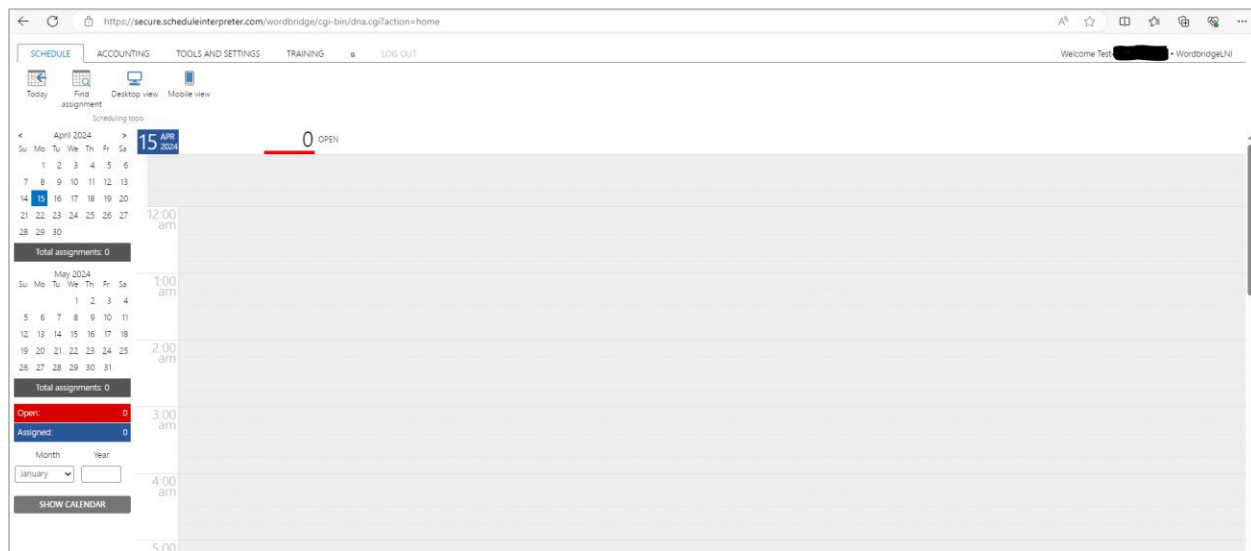 https://secure.scheduleinterpreter.com/wordbridge/cgi-bin/dna.cgi?action=home
SCHEDULE ACCOUNTING TOOLS AND SETTINGS TRAINING α LOG OUT
Welcome Test- • WordbridgeLNI
Today Find assignment Desktop view Mobile view
Scheduling tools
< April 2024 >
Su Mo Tu We Th Fr Sa
1 2 3 4 5 6
7 8 9 10 11 12 13
14 15 16 17 18 19 20
21 22 23 24 25 26 27
28 29 30
Total assignments: 0
May 2024
Su Mo Tu We Th Fr Sa
1 2 3 4
5 6 7 8 9 10 11
12 13 14 15 16 17 18
19 20 21 22 23 24 25
26 27 28 29 30 31
Total assignments: 0
Open: 0
Assigned: 0
Month Year
January
SHOW CALENDAR
15 APR 2024
0 OPEN
12:00 am
1:00 am
2:00 am
3:00 am
4:00 am
5:00